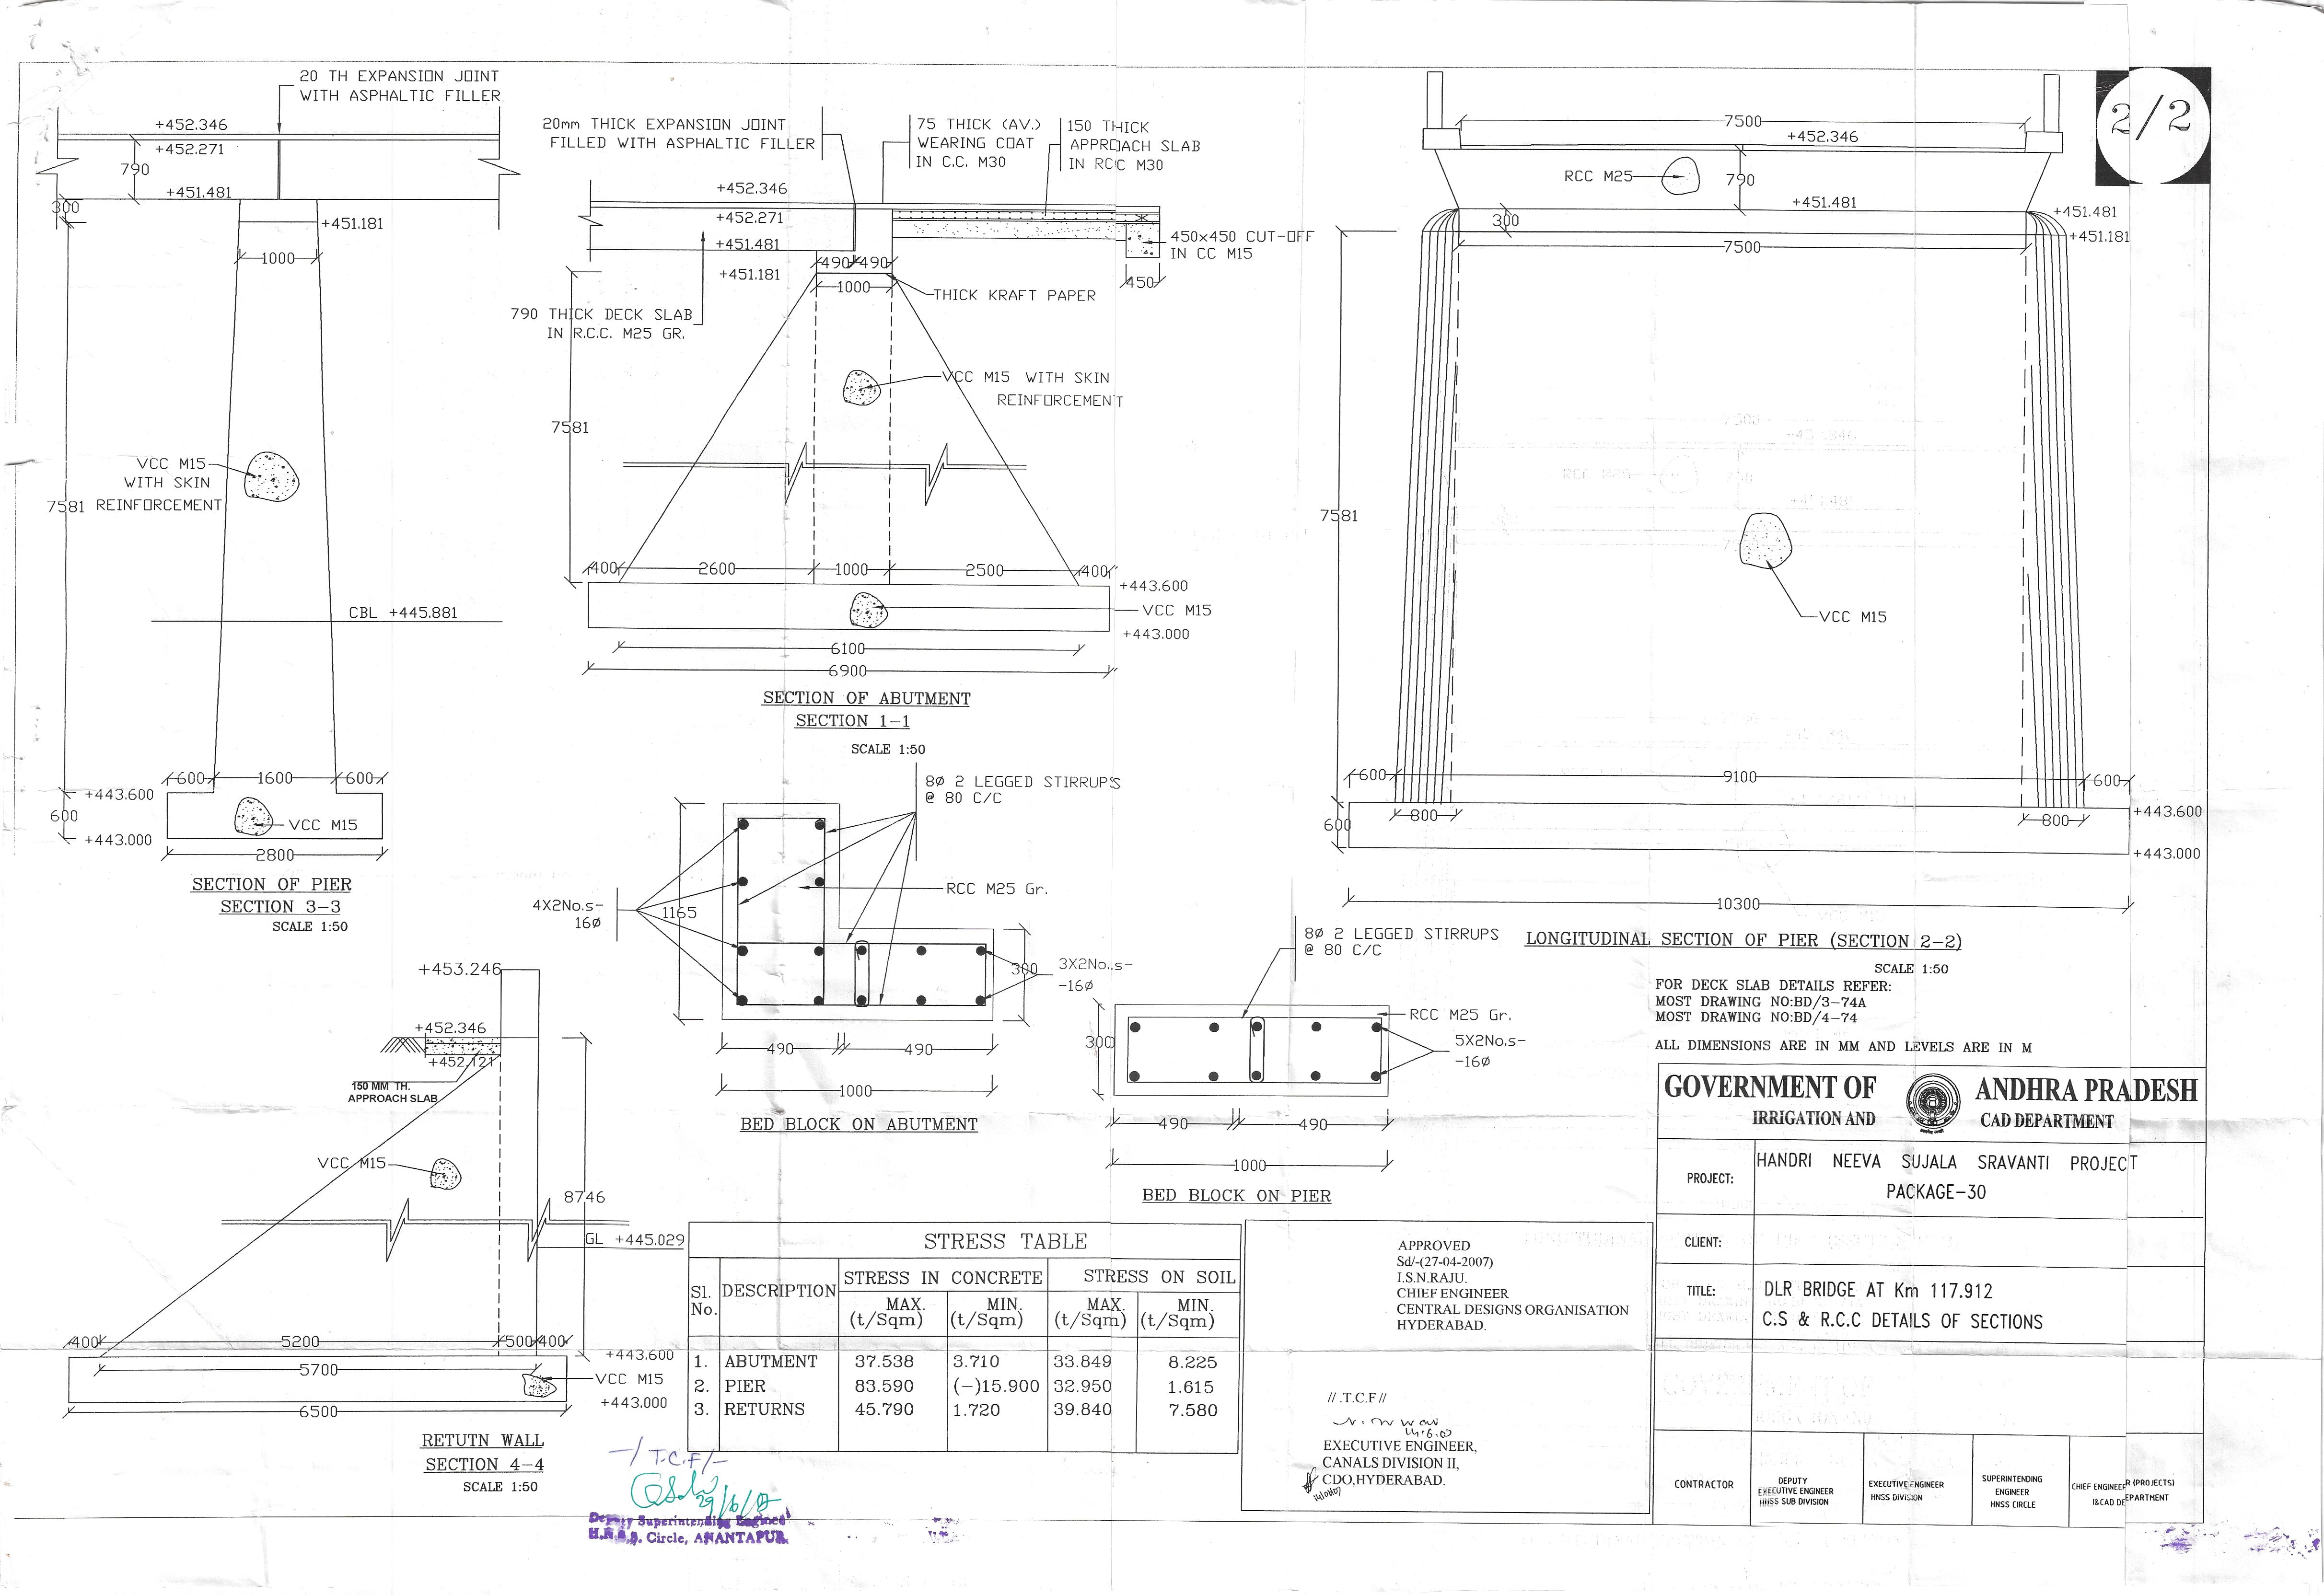 20 TH EXPANSION JOINT
WITH ASPHALTIC FILLER
+452.346
+452.271
790
+451.481
300
+451.181
1000
VCC M15
WITH SKIN
REINFORCEMENT
7581
CBL +445.881
600
1600
600
+443.600
600
VCC M15
+443.000
2800
SECTION OF PIER
SECTION 3-3
SCALE 1:50
20mm THICK EXPANSION JOINT
FILLED WITH ASPHALTIC FILLER
75 THICK (AV.)
WEARING COAT
IN C.C. M30
150 THICK
APPROACH SLAB
IN RCC M30
+452.346
+452.271
+451.481
+451.181
490
490
1000
450x450 CUT-OFF
IN CC M15
450
THICK KRAFT PAPER
790 THICK DECK SLAB
IN R.C.C. M25 GR.
VCC M15 WITH SKIN
REINFORCEMENT
7581
400
2600
1000
2500
400
+443.600
VCC M15
+443.000
6100
6900
SECTION OF ABUTMENT
SECTION 1-1
SCALE 1:50
2/2
7500
+452.346
RCC M25
790
+451.481
+451.481
300
+451.181
7500
7581
VCC M15
600
9100
600
800
800
600
+443.600
+443.000
10300
LONGITUDINAL SECTION OF PIER (SECTION 2-2)
SCALE 1:50
8ø 2 LEGGED STIRRUPS
@ 80 C/C
RCC M25 Gr.
4X2No.s-
16ø
1165
300
3X2No.s-
-16ø
490
490
1000
BED BLOCK ON ABUTMENT
8ø 2 LEGGED STIRRUPS
@ 80 C/C
RCC M25 Gr.
300
5X2No.s-
-16ø
490
490
1000
BED BLOCK ON PIER
+453.246
+452.346
+452.121
150 MM TH.
APPROACH SLAB
VCC M15
8746
GL +445.029
400
5200
500
400
+443.600
5700
VCC M15
+443.000
6500
RETUTN WALL
SECTION 4-4
SCALE 1:50
STRESS TABLE
Sl. No. DESCRIPTION STRESS IN CONCRETE STRESS ON SOIL
MAX. (t/Sqm) MIN. (t/Sqm) MAX. (t/Sqm) MIN. (t/Sqm)
1. ABUTMENT 37.538 3.710 33.849 8.225
2. PIER 83.590 (-)15.900 32.950 1.615
3. RETURNS 45.790 1.720 39.840 7.580
-/ T.C.F/-
29/6/07
Deputy Superintending Engineer
H.N.S.S. Circle, ANANTAPUR.
APPROVED
Sd/-(27-04-2007)
I.S.N.RAJU.
CHIEF ENGINEER
CENTRAL DESIGNS ORGANISATION
HYDERABAD.
// .T.C.F //
EXECUTIVE ENGINEER,
CANALS DIVISION II,
CDO.HYDERABAD.
FOR DECK SLAB DETAILS REFER:
MOST DRAWING NO:BD/3-74A
MOST DRAWING NO:BD/4-74
ALL DIMENSIONS ARE IN MM AND LEVELS ARE IN M
GOVERNMENT OF ANDHRA PRADESH
IRRIGATION AND CAD DEPARTMENT
PROJECT:
HANDRI NEEVA SUJALA SRAVANTI PROJECT
PACKAGE-30
CLIENT:
TITLE:
DLR BRIDGE AT Km 117.912
C.S & R.C.C DETAILS OF SECTIONS
CONTRACTOR
DEPUTY
EXECUTIVE ENGINEER
HNSS SUB DIVISION
EXECUTIVE ENGINEER
HNSS DIVISION
SUPERINTENDING
ENGINEER
HNSS CIRCLE
CHIEF ENGINEER (PROJECTS)
I&CAD DEPARTMENT